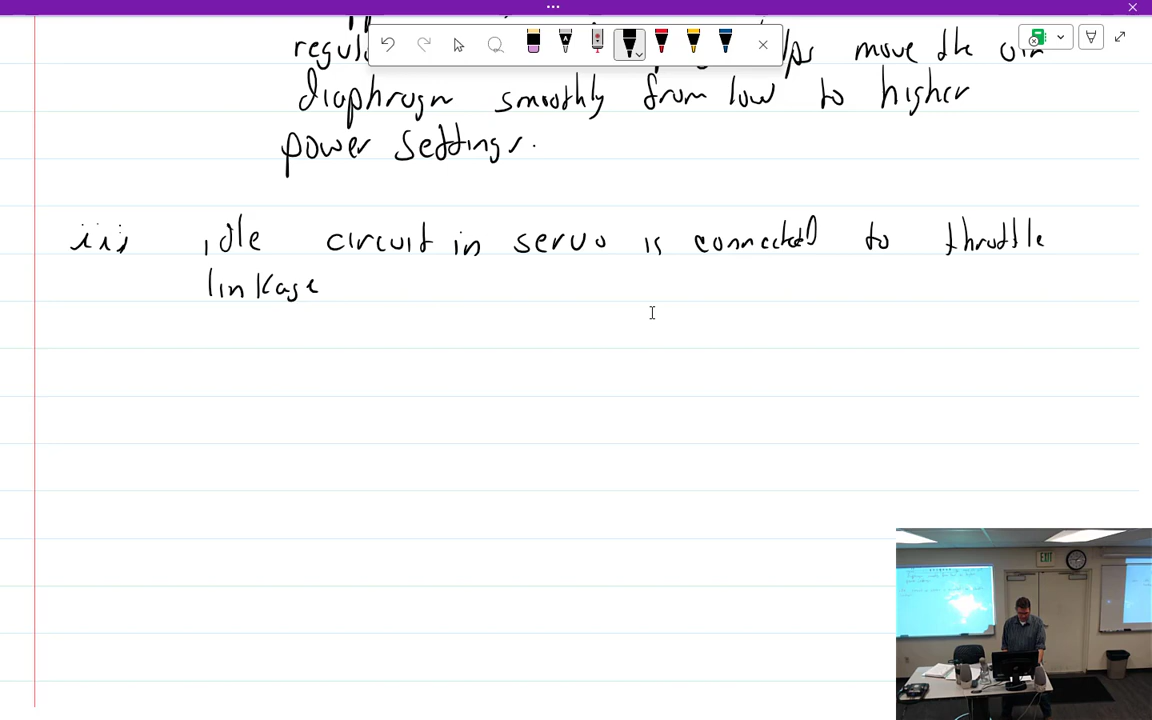 move the air
diaphragm smoothly from low to higher
power settings.
iii idle circuit in servo is connected to throttle
linkage
EXIT